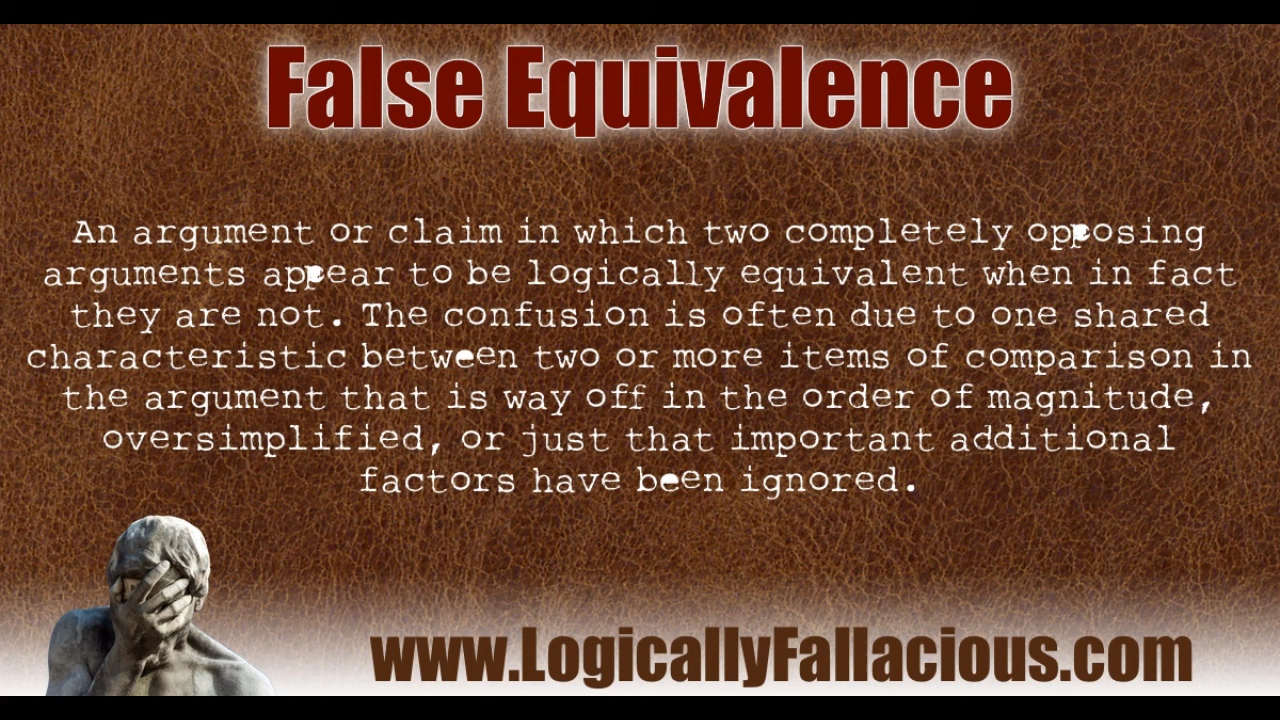 False Equivalence
An argument or claim in which two completely opposing
arguments appear to be logically equivalent when in fact
they are not. The confusion is often due to one shared
characteristic between two or more items of comparison in
the argument that is way off in the order of magnitude,
oversimplified, or just that important additional
factors have been ignored.
www.LogicallyFallacious.com